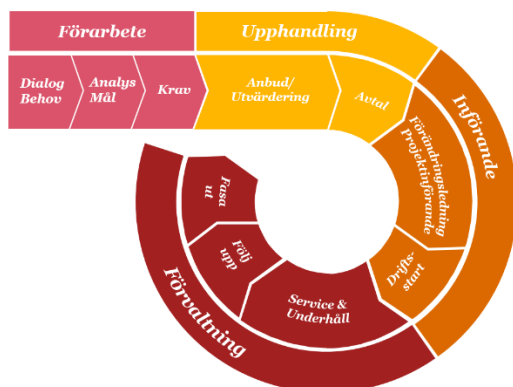 Förarbete
Upphandling
Dialog
Behov
Analys
Mål
Krav
Anbud/
Utvärdering
Avtal
Införande
Förändringsledning
Projektinförande
Drifts-
start
Service &
Underhåll
Följ
upp
Fasa
ut
Förvaltning